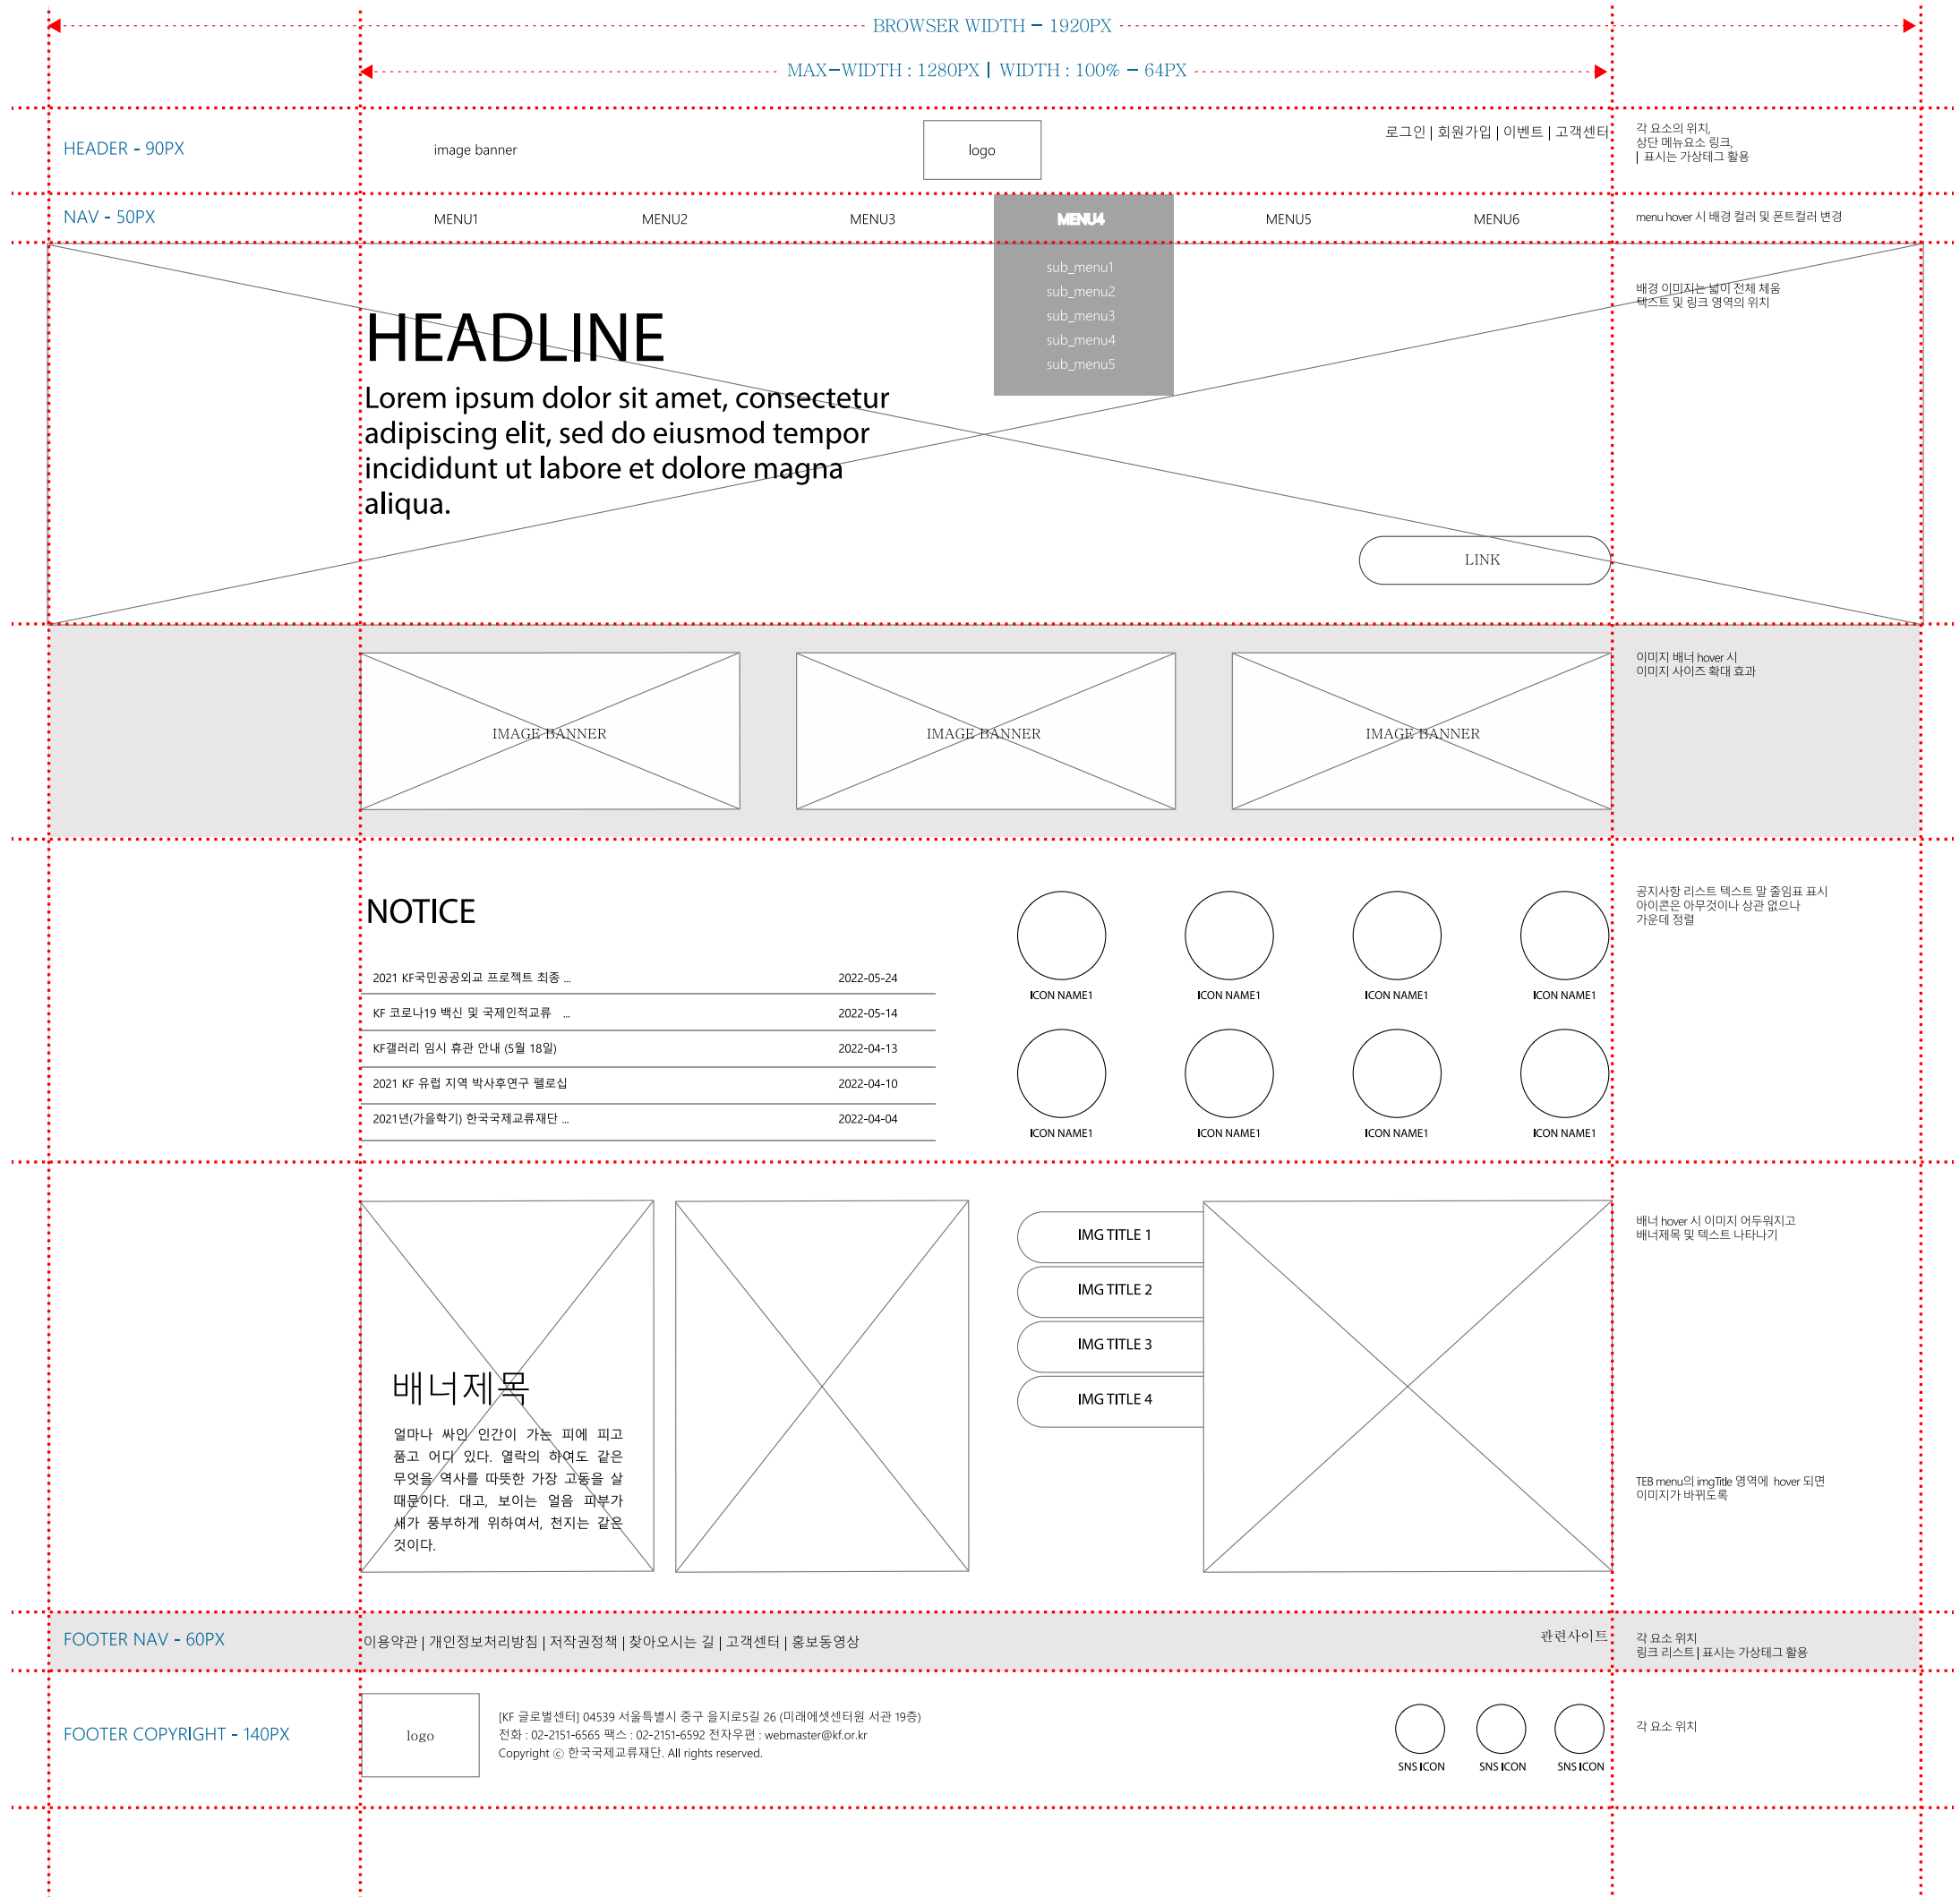 BROWSER WIDTH - 1920PX
MAX-WIDTH : 1280PX | WIDTH : 100% - 64PX
HEADER - 90PX
image banner
logo
로그인 | 회원가입 | 이벤트 | 고객센터
각 요소의 위치,
상단 메뉴요소 링크,
| 표시는 가상태그 활용
NAV - 50PX
MENU1
MENU2
MENU3
MENU4
MENU5
MENU6
menu hover 시 배경 컬러 및 폰트컬러 변경
sub_menu1
sub_menu2
sub_menu3
sub_menu4
sub_menu5
배경 이미지는 넓이 전체 채움
텍스트 및 링크 영역의 위치
HEADLINE
Lorem ipsum dolor sit amet, consectetur
adipiscing elit, sed do eiusmod tempor
incididunt ut labore et dolore magna
aliqua.
LINK
IMAGE BANNER
IMAGE BANNER
IMAGE BANNER
이미지 배너 hover 시
이미지 사이즈 확대 효과
NOTICE
2021 KF국민공공외교 프로젝트 최종 ... 2022-05-24
KF 코로나19 백신 및 국제인적교류 ... 2022-05-14
KF갤러리 임시 휴관 안내 (5월 18일) 2022-04-13
2021 KF 유럽 지역 박사후연구 펠로십 2022-04-10
2021년(가을학기) 한국국제교류재단 ... 2022-04-04
ICON NAME1
ICON NAME1
ICON NAME1
ICON NAME1
ICON NAME1
ICON NAME1
ICON NAME1
ICON NAME1
공지사항 리스트 텍스트 말 줄임표 표시
아이콘은 아무것이나 상관 없으나
가운데 정렬
배너제목
얼마나 싸인 인간이 가는 피에 피고
품고 어디 있다. 열락의 하여도 같은
무엇을 역사를 따뜻한 가장 고동을 살
때문이다. 대고, 보이는 얼음 피부가
새가 풍부하게 위하여서, 천지는 같은
것이다.
IMG TITLE 1
IMG TITLE 2
IMG TITLE 3
IMG TITLE 4
배너 hover 시 이미지 어두워지고
배너제목 및 텍스트 나타나기
TEB menu의 imgTitle 영역에 hover 되면
이미지가 바뀌도록
FOOTER NAV - 60PX
이용약관 | 개인정보처리방침 | 저작권정책 | 찾아오시는 길 | 고객센터 | 홍보동영상
관련사이트
각 요소 위치
링크 리스트 | 표시는 가상태그 활용
FOOTER COPYRIGHT - 140PX
logo
[KF 글로벌센터] 04539 서울특별시 중구 을지로5길 26 (미래에셋센터원 서관 19층)
전화 : 02-2151-6565 팩스 : 02-2151-6592 전자우편 : webmaster@kf.or.kr
Copyright ⓒ 한국국제교류재단. All rights reserved.
SNS ICON
SNS ICON
SNS ICON
각 요소 위치